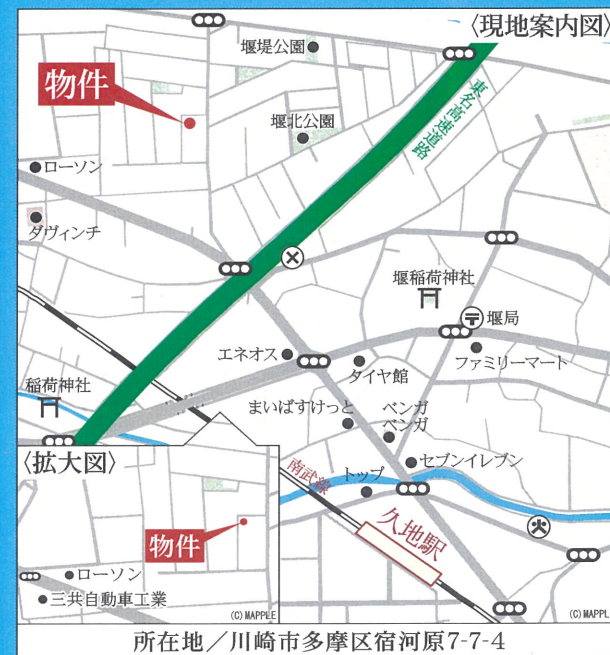 〈現地案内図〉
堰堤公園
物件
堰北公園
東名高速道路
ローソン
ダヴィンチ
堰稲荷神社
〒
堰局
エネオス
タイヤ館
ファミリーマート
稲荷神社
まいばすけっと
ベンガ
ベンガ
セブンイレブン
南武線
トップ
久地駅
〈拡大図〉
物件
ローソン
三共自動車工業
(C)MAPPLE
(C)MAPPL
所在地／川崎市多摩区宿河原7-7-4